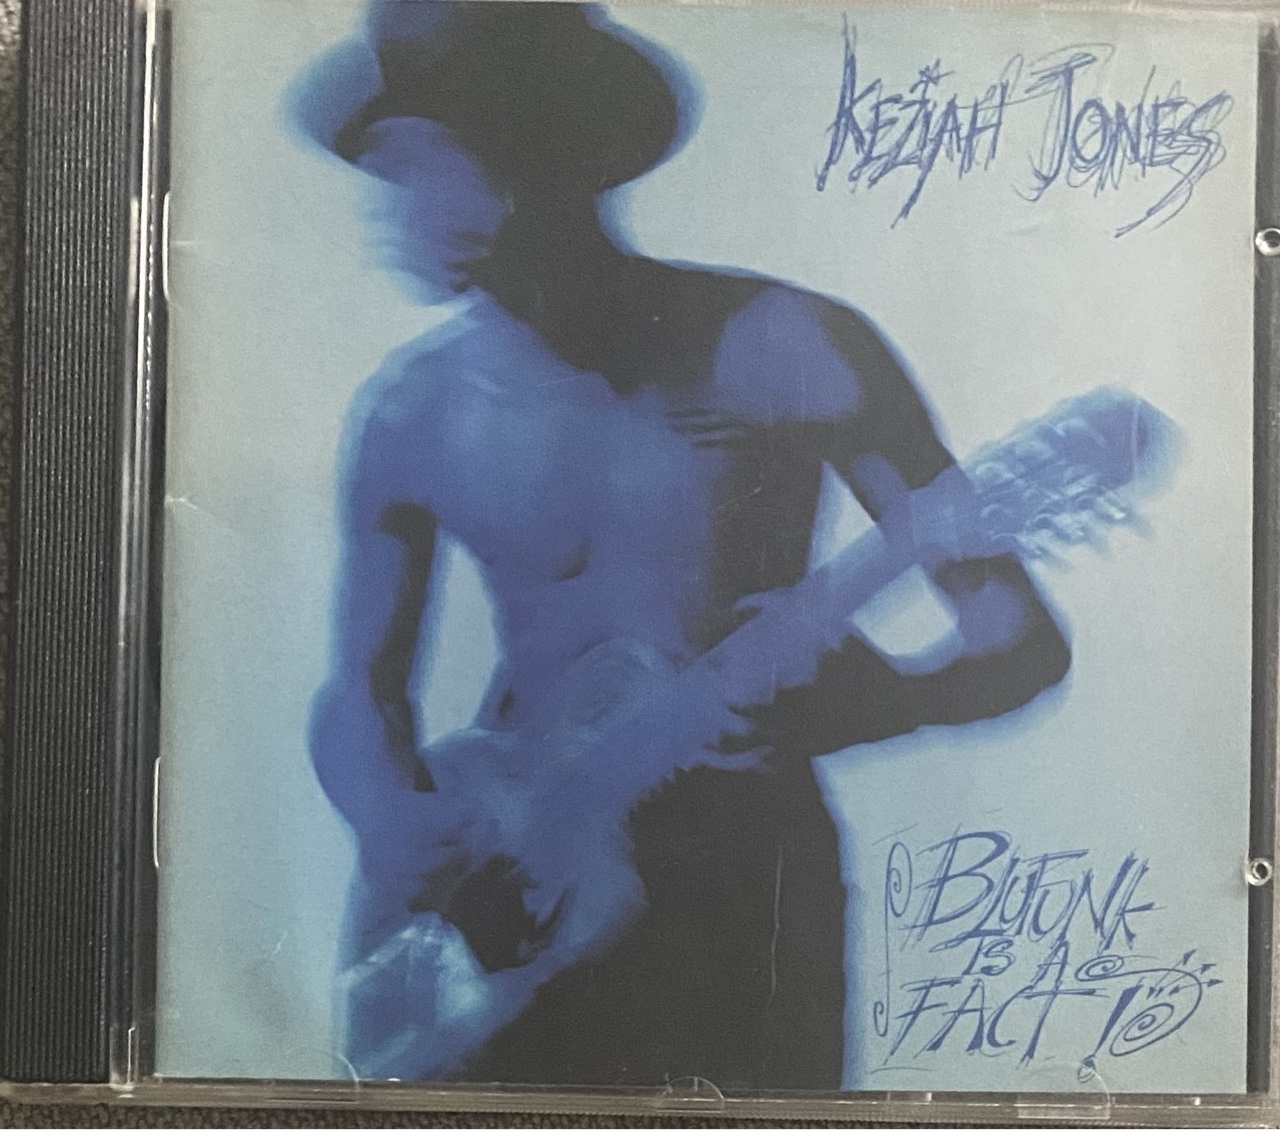 KEZIAH JONES
BLUFUNK
IS A
FACT!